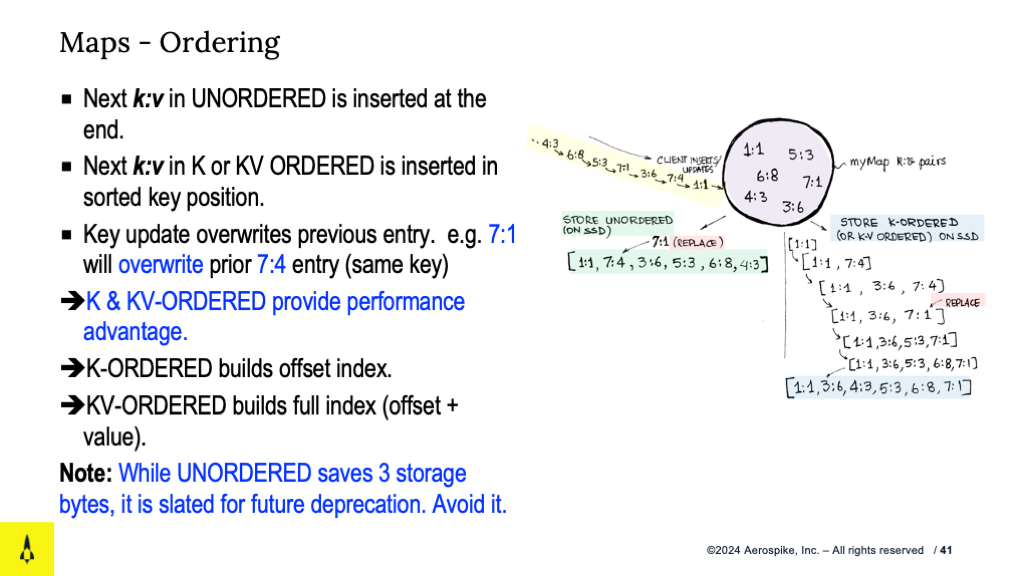 Maps - Ordering
▪ Next k:v in UNORDERED is inserted at the
end.
▪ Next k:v in K or KV ORDERED is inserted in
sorted key position.
▪ Key update overwrites previous entry.  e.g. 7:1
will overwrite prior 7:4 entry (same key)
➔K & KV-ORDERED provide performance
advantage.
➔K-ORDERED builds offset index.
➔KV-ORDERED builds full index (offset +
value).
Note: While UNORDERED saves 3 storage
bytes, it is slated for future deprecation. Avoid it.
.. 4:3 → 6:8 → 5:3 → 7:1 → 3:6 → 7:4 → 1:1 →
CLIENT INSERTS/
UPDATES
1:1 5:3
6:8 7:1
4:3 3:6
myMap k:v pairs
STORE UNORDERED
(ON SSD)
7:1 (REPLACE)
[1:1, 7:4, 3:6, 5:3, 6:8, 4:3]
STORE K-ORDERED
(OR K-V ORDERED) ON SSD
[1:1]
[1:1, 7:4]
[1:1, 3:6, 7:4]
REPLACE
[1:1, 3:6, 7:1]
[1:1,3:6,5:3,7:1]
[1:1,3:6,5:3,6:8,7:1]
[1:1,3:6,4:3,5:3,6:8,7:1]
©2024 Aerospike, Inc. – All rights reserved / 41